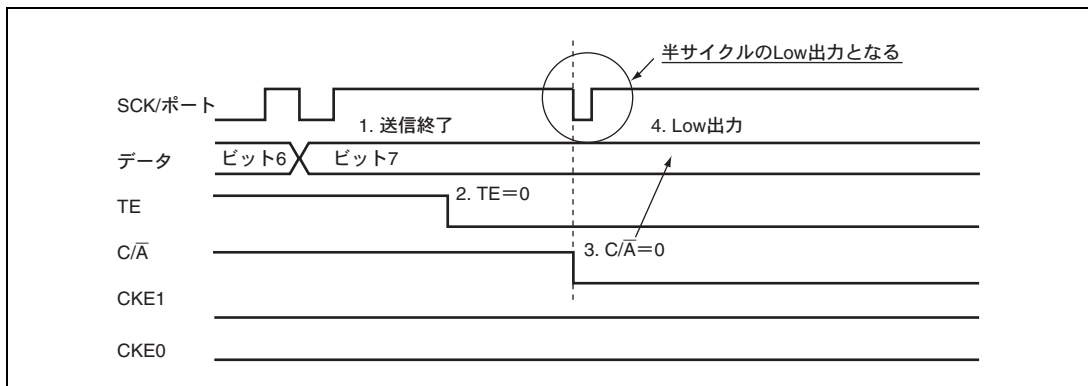 半サイクルのLow出力となる
SCK/ポート
1. 送信終了
4. Low出力
データ
ビット6
ビット7
TE
2. TE＝0
C/A̅
3. C/A̅＝0
CKE1
CKE0